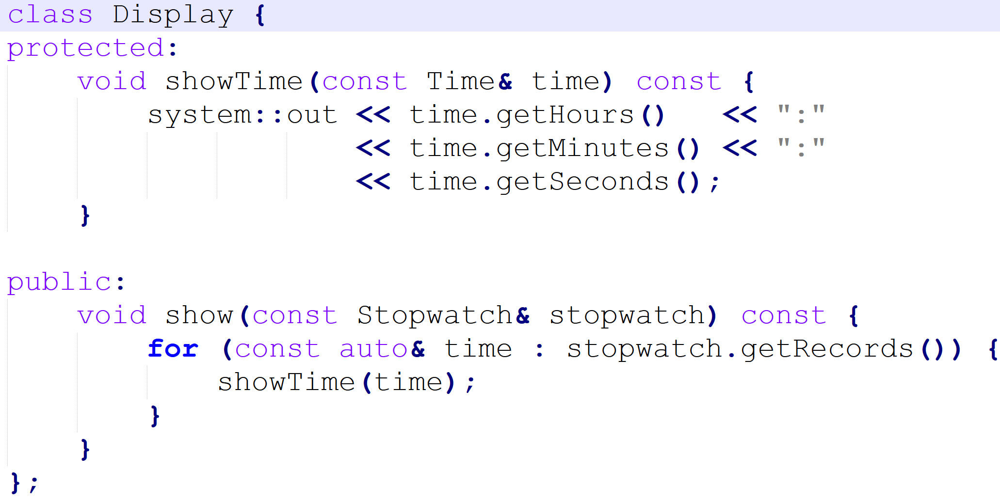 class Display {
protected:
    void showTime(const Time& time) const {
        system::out << time.getHours()   << ":"
                    << time.getMinutes() << ":"
                    << time.getSeconds();
    }

public:
    void show(const Stopwatch& stopwatch) const {
        for (const auto& time : stopwatch.getRecords()) {
            showTime(time);
        }
    }
};